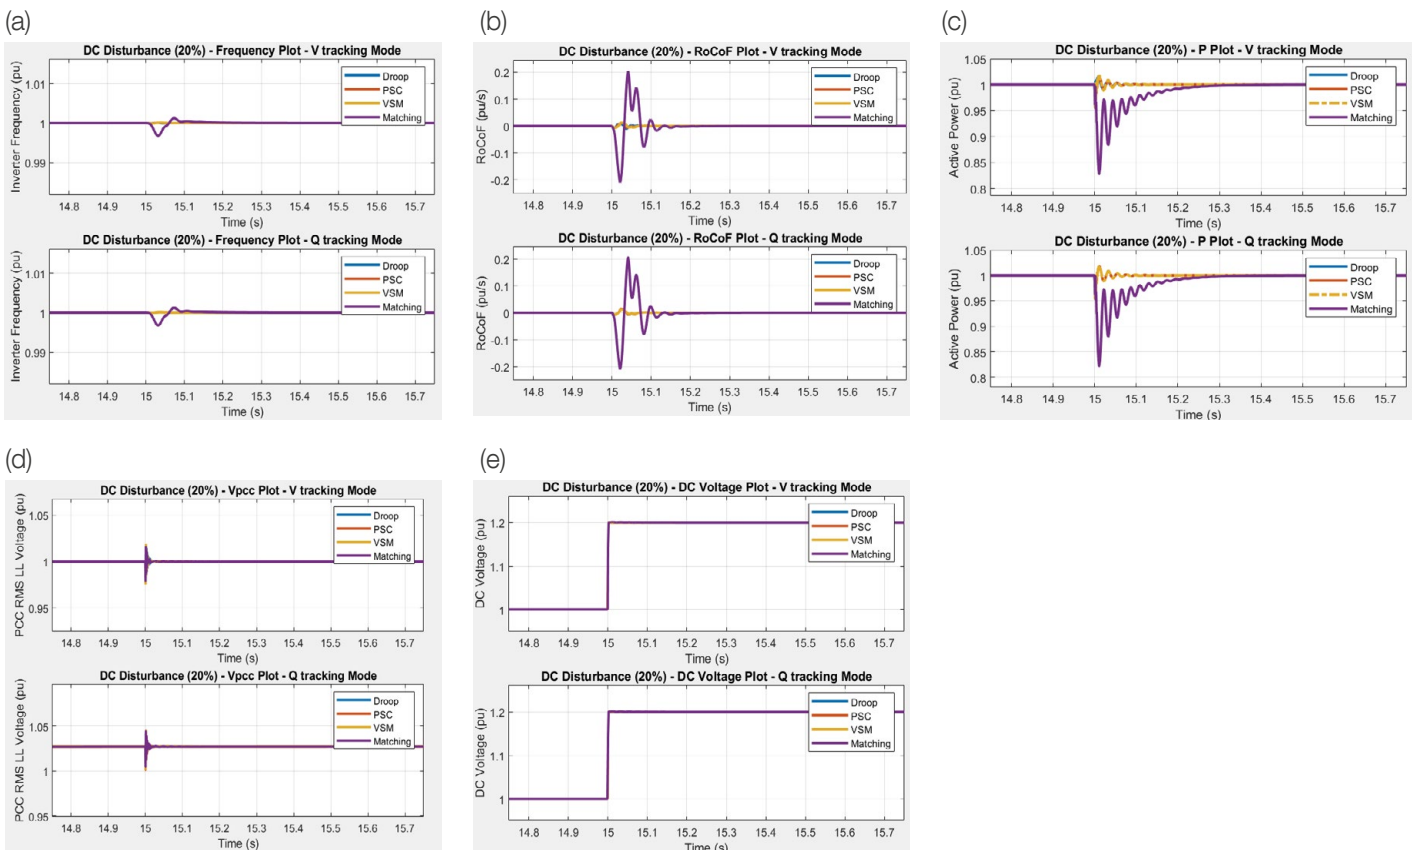 (a)
DC Disturbance (20%) - Frequency Plot - V tracking Mode
Inverter Frequency (pu)
1.01
1
0.99
Droop
PSC
VSM
Matching
14.8 14.9 15 15.1 15.2 15.3 15.4 15.5 15.6 15.7
Time (s)
DC Disturbance (20%) - Frequency Plot - Q tracking Mode
Inverter Frequency (pu)
1.01
1
0.99
Droop
PSC
VSM
Matching
14.8 14.9 15 15.1 15.2 15.3 15.4 15.5 15.6 15.7
Time (s)
(b)
DC Disturbance (20%) - RoCoF Plot - V tracking Mode
RoCoF (pu/s)
0.2
0.1
0
-0.1
-0.2
Droop
PSC
VSM
Matching
14.8 14.9 15 15.1 15.2 15.3 15.4 15.5 15.6 15.7
Time (s)
DC Disturbance (20%) - RoCoF Plot - Q tracking Mode
RoCoF (pu/s)
0.2
0.1
0
-0.1
-0.2
Droop
PSC
VSM
Matching
14.8 14.9 15 15.1 15.2 15.3 15.4 15.5 15.6 15.7
Time (s)
(c)
DC Disturbance (20%) - P Plot - V tracking Mode
Active Power (pu)
1.05
1
0.95
0.9
0.85
0.8
Droop
PSC
VSM
Matching
14.8 14.9 15 15.1 15.2 15.3 15.4 15.5 15.6 15.7
Time (s)
DC Disturbance (20%) - P Plot - Q tracking Mode
Active Power (pu)
1.05
1
0.95
0.9
0.85
0.8
Droop
PSC
VSM
Matching
14.8 14.9 15 15.1 15.2 15.3 15.4 15.5 15.6 15.7
Time (s)
(d)
DC Disturbance (20%) - Vpcc Plot - V tracking Mode
PCC RMS LL Voltage (pu)
1.05
1
0.95
Droop
PSC
VSM
Matching
14.8 14.9 15 15.1 15.2 15.3 15.4 15.5 15.6 15.7
Time (s)
DC Disturbance (20%) - Vpcc Plot - Q tracking Mode
PCC RMS LL Voltage (pu)
1.05
1
0.95
Droop
PSC
VSM
Matching
14.8 14.9 15 15.1 15.2 15.3 15.4 15.5 15.6 15.7
Time (s)
(e)
DC Disturbance (20%) - DC Voltage Plot - V tracking Mode
DC Voltage (pu)
1.2
1.1
1
Droop
PSC
VSM
Matching
14.8 14.9 15 15.1 15.2 15.3 15.4 15.5 15.6 15.7
Time (s)
DC Disturbance (20%) - DC Voltage Plot - Q tracking Mode
DC Voltage (pu)
1.2
1.1
1
Droop
PSC
VSM
Matching
14.8 14.9 15 15.1 15.2 15.3 15.4 15.5 15.6 15.7
Time (s)